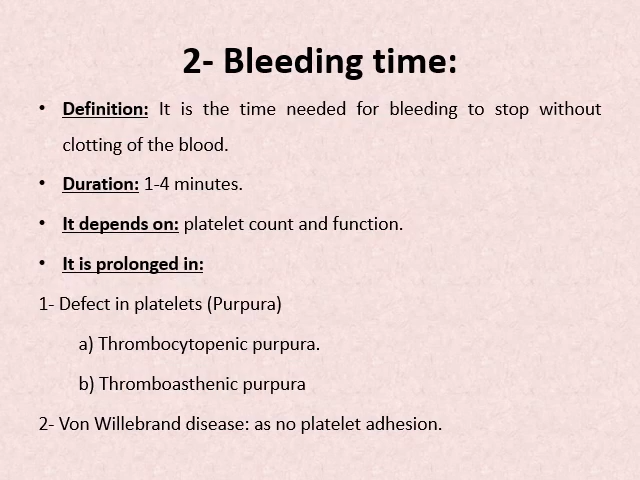 2- Bleeding time:
• Definition: It is the time needed for bleeding to stop without
clotting of the blood.
• Duration: 1-4 minutes.
• It depends on: platelet count and function.
• It is prolonged in:
1- Defect in platelets (Purpura)
a) Thrombocytopenic purpura.
b) Thromboasthenic purpura
2- Von Willebrand disease: as no platelet adhesion.